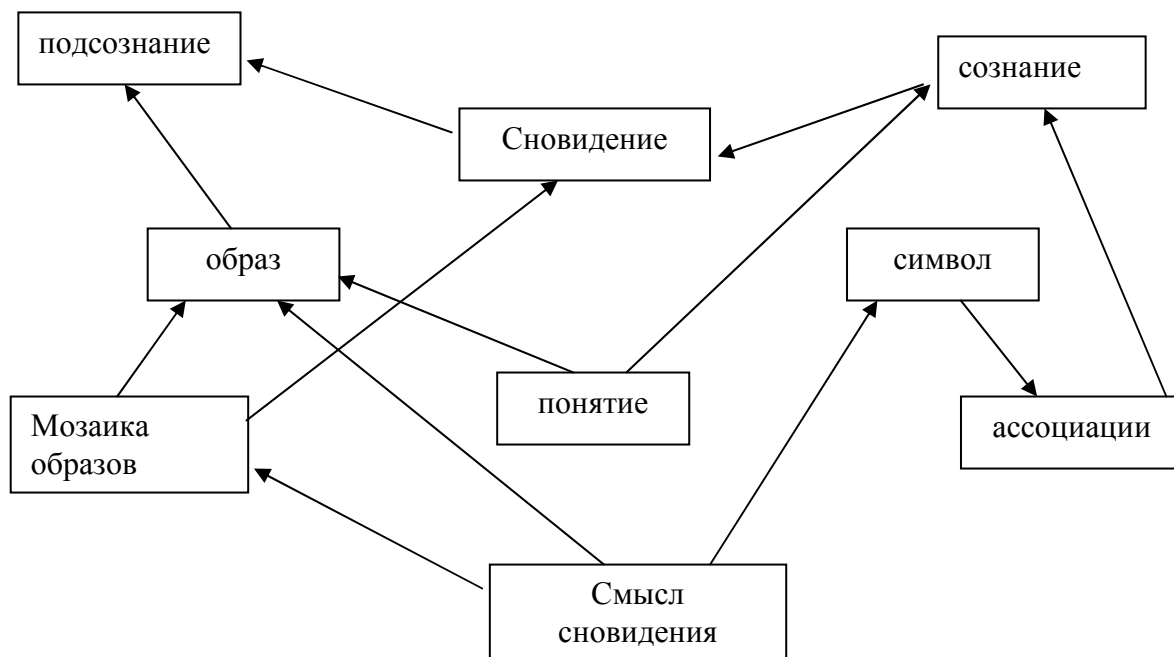 подсознание
сознание
Сновидение
образ
символ
понятие
Мозаика
образов
ассоциации
Смысл
сновидения